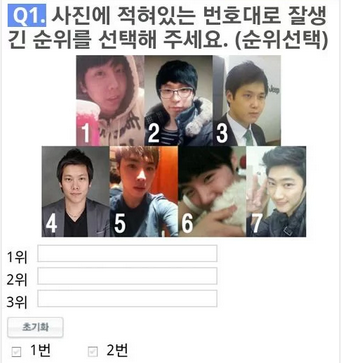 Q1. 사진에 적혀있는 번호대로 잘생
긴 순위를 선택해 주세요. (순위선택)
1 2 3
4 5 6 7
1위
2위
3위
초기화
1번 2번